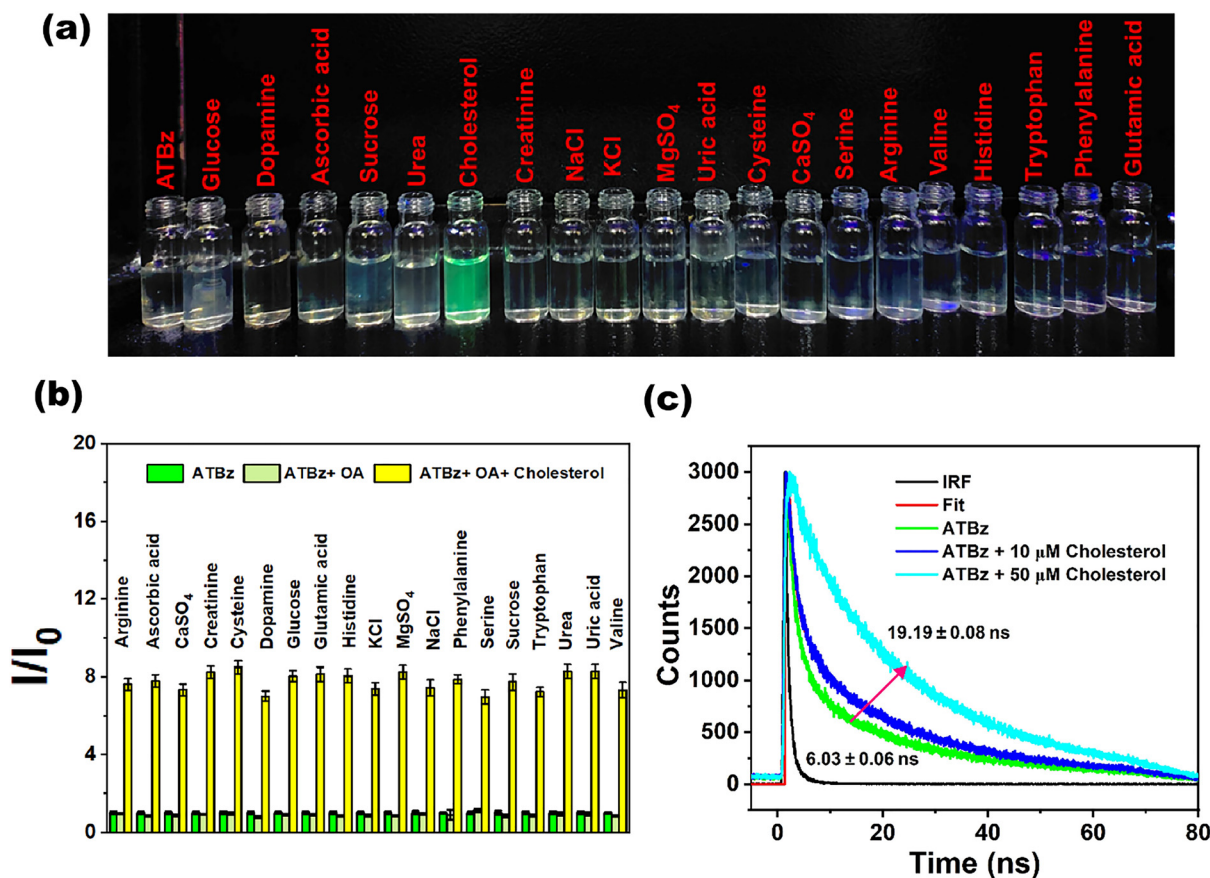 (a)
ATBz
Glucose
Dopamine
Ascorbic acid
Sucrose
Urea
Cholesterol
Creatinine
NaCl
KCl
MgSO₄
Uric acid
Cysteine
CaSO₄
Serine
Arginine
Valine
Histidine
Tryptophan
Phenylalanine
Glutamic acid
(b)
I/I₀
20
16
12
8
4
0
ATBz
ATBz+ OA
ATBz+ OA+ Cholesterol
Arginine
Ascorbic acid
CaSO₄
Creatinine
Cysteine
Dopamine
Glucose
Glutamic acid
Histidine
KCl
MgSO₄
NaCl
Phenylalanine
Serine
Sucrose
Tryptophan
Urea
Uric acid
Valine
(c)
Counts
3000
2500
2000
1500
1000
500
0
IRF
Fit
ATBz
ATBz + 10 μM Cholesterol
ATBz + 50 μM Cholesterol
19.19 ± 0.08 ns
6.03 ± 0.06 ns
0
20
40
60
80
Time (ns)